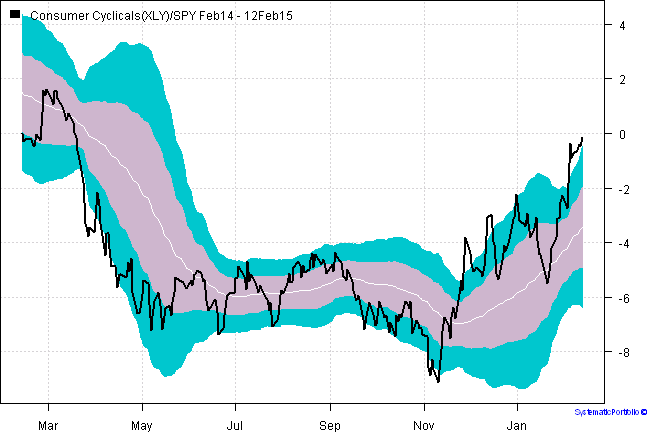 Consumer Cyclicals(XLY)/SPY Feb14 - 12Feb15
4
2
0
-2
-4
-6
-8
Mar May Jul Sep Nov Jan
SystematicPortfolio ©